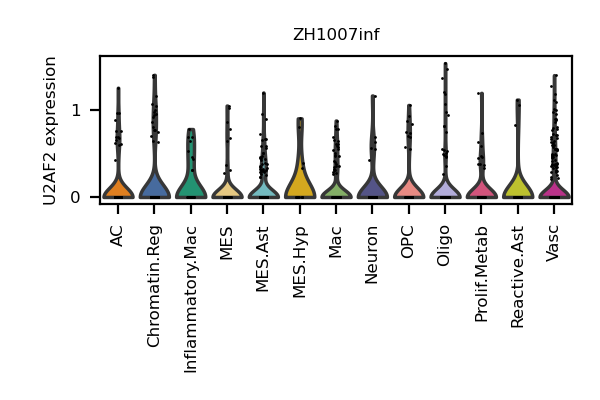 ZH1007inf
U2AF2 expression
1
0
AC
Chromatin.Reg
Inflammatory.Mac
MES
MES.Ast
MES.Hyp
Mac
Neuron
OPC
Oligo
Prolif.Metab
Reactive.Ast
Vasc